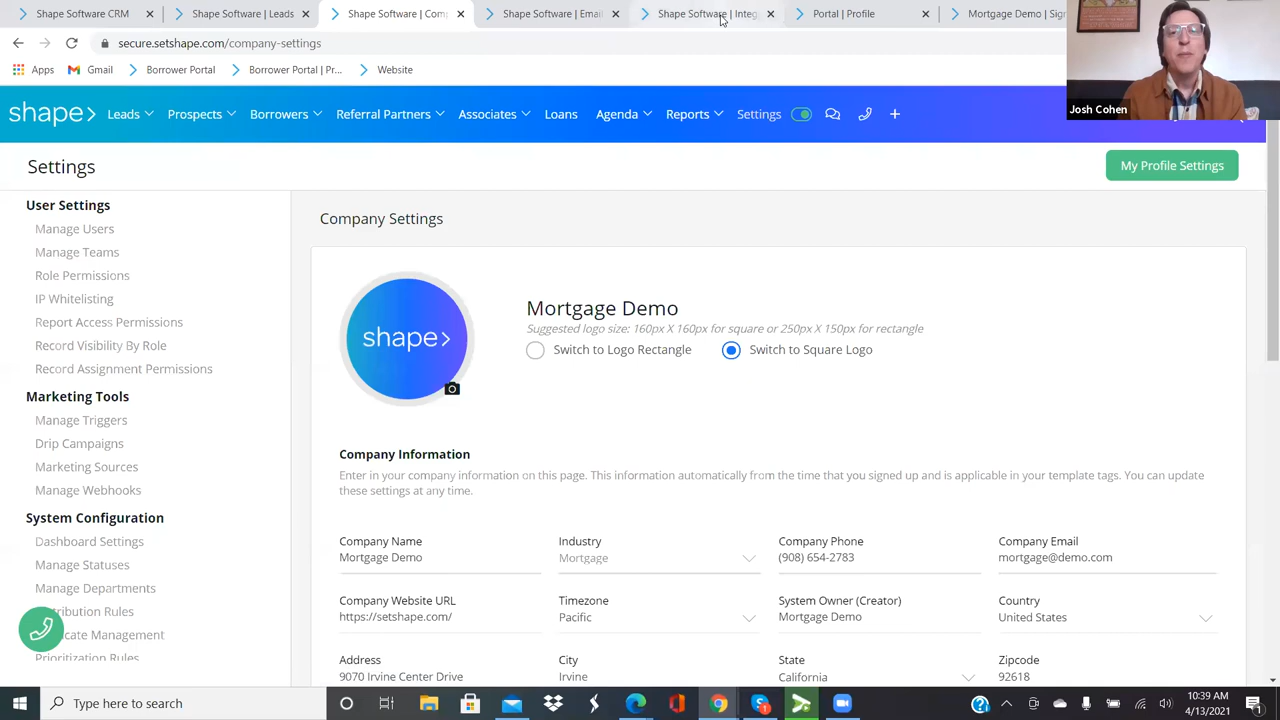 Shape Software CRM
Shape Software | Leads
Shape Software | Com
Shape Software | Email
Shape Software | Integ
Profile
Mortgage Demo | Sig
secure.setshape.com/company-settings
Apps
Gmail
Borrower Portal
Borrower Portal | Pr...
Website
Josh Cohen
shape>
Leads
Prospects
Borrowers
Referral Partners
Associates
Loans
Agenda
Reports
Settings
Settings
My Profile Settings
User Settings
Manage Users
Manage Teams
Role Permissions
IP Whitelisting
Report Access Permissions
Record Visibility By Role
Record Assignment Permissions
Marketing Tools
Manage Triggers
Drip Campaigns
Marketing Sources
Manage Webhooks
System Configuration
Dashboard Settings
Manage Statuses
Manage Departments
tribution Rules
icate Management
Prioritization Rules
Company Settings
shape>
Mortgage Demo
Suggested logo size: 160px X 160px for square or 250px X 150px for rectangle
Switch to Logo Rectangle
Switch to Square Logo
Company Information
Enter in your company information on this page. This information automatically from the time that you signed up and is applicable in your template tags. You can update
these settings at any time.
Company Name
Industry
Company Phone
Company Email
Mortgage Demo
Mortgage
(908) 654-2783
mortgage@demo.com
Company Website URL
Timezone
System Owner (Creator)
Country
https://setshape.com/
Pacific
Mortgage Demo
United States
Address
City
State
Zipcode
9070 Irvine Center Drive
Irvine
California
92618
Type here to search
10:39 AM
4/13/2021